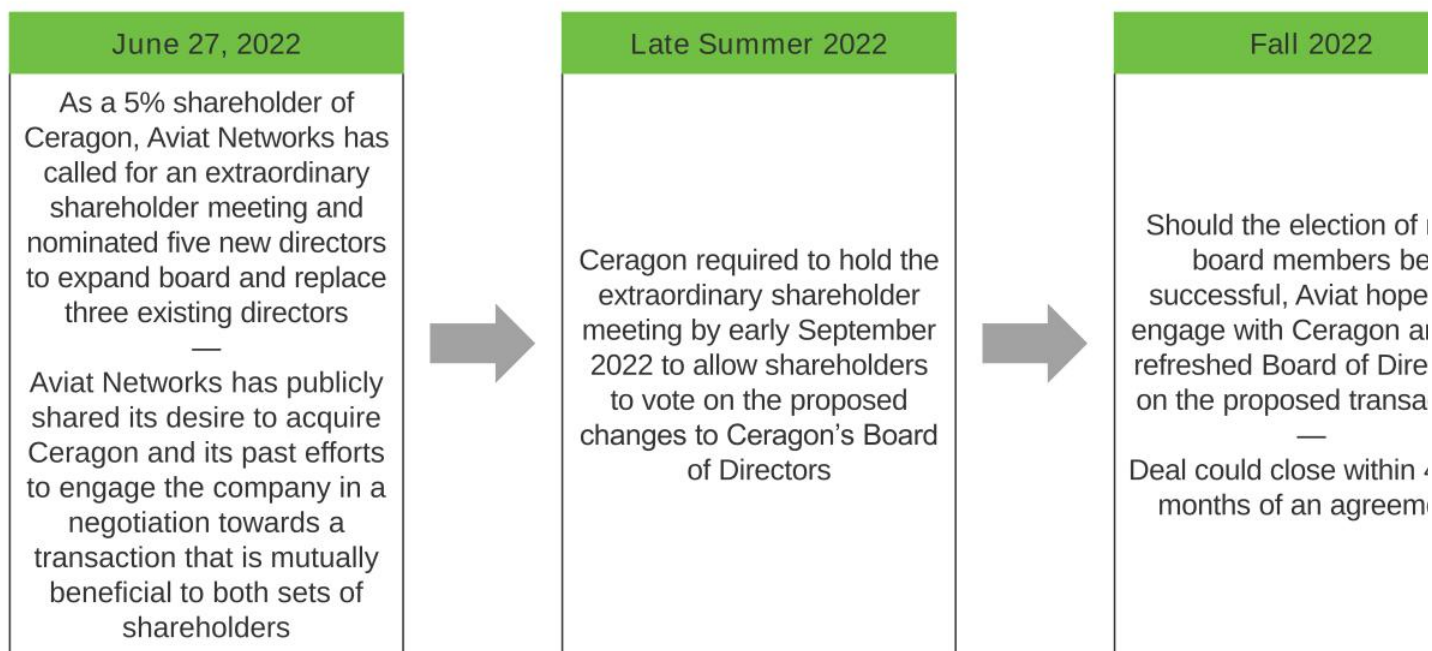 June 27, 2022
As a 5% shareholder of
Ceragon, Aviat Networks has
called for an extraordinary
shareholder meeting and
nominated five new directors
to expand board and replace
three existing directors
—
Aviat Networks has publicly
shared its desire to acquire
Ceragon and its past efforts
to engage the company in a
negotiation towards a
transaction that is mutually
beneficial to both sets of
shareholders
Late Summer 2022
Ceragon required to hold the
extraordinary shareholder
meeting by early September
2022 to allow shareholders
to vote on the proposed
changes to Ceragon’s Board
of Directors
Fall 2022
Should the election of
board members be
successful, Aviat
engage with Ceragon
refreshed Board of
on the proposed
—
Deal could close within
months of an